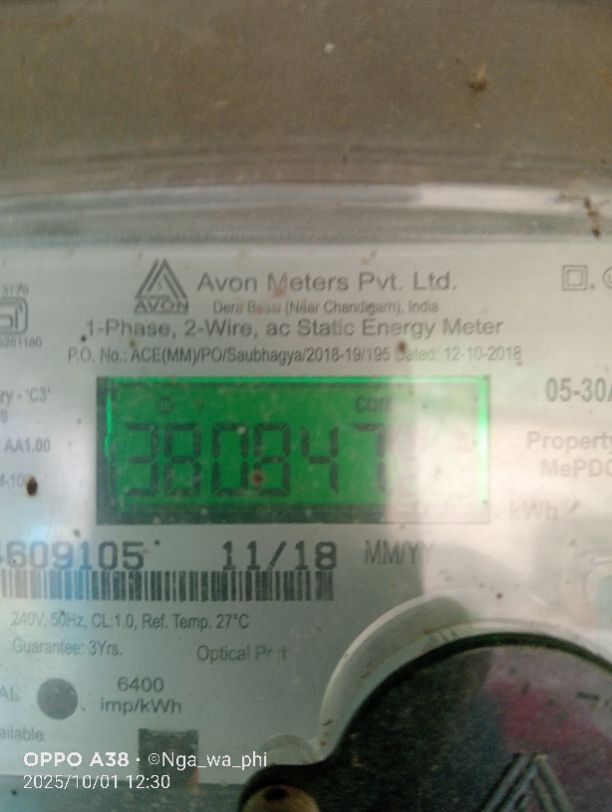 Avon Meters Pvt. Ltd.
AVON
Dera Bassi (Near Chandigarh), India
1-Phase, 2-Wire, ac Static Energy Meter
P.O. No.: ACE(MM)/PO/Saubhagya/2018-19/195 Dated: 12-10-2018
'C3'
05-30A
AA1.00
380847
Property
MePDC
kWh
4609105 11/18 MM/YY
240V, 50Hz, CL:1.0, Ref. Temp. 27°C
Guarantee: 3Yrs. Optical Port
6400
imp/kWh
OPPO A38 · ©Nga_wa_phi
2025/10/01 12:30